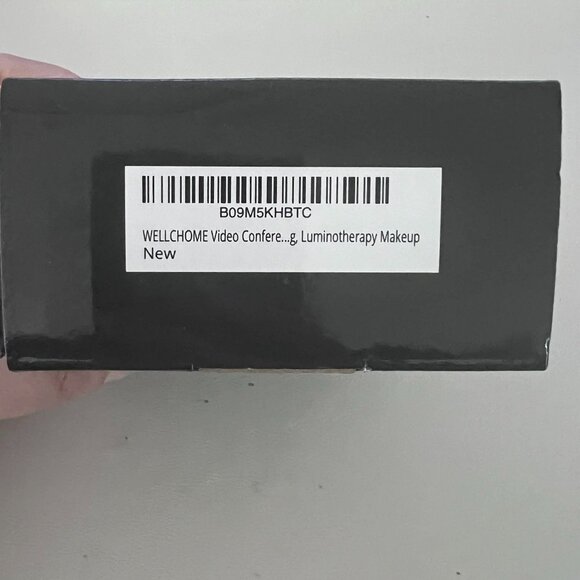 B09M5KHBTC
WELLCHOME Video Confere...g, Luminotherapy Makeup
New